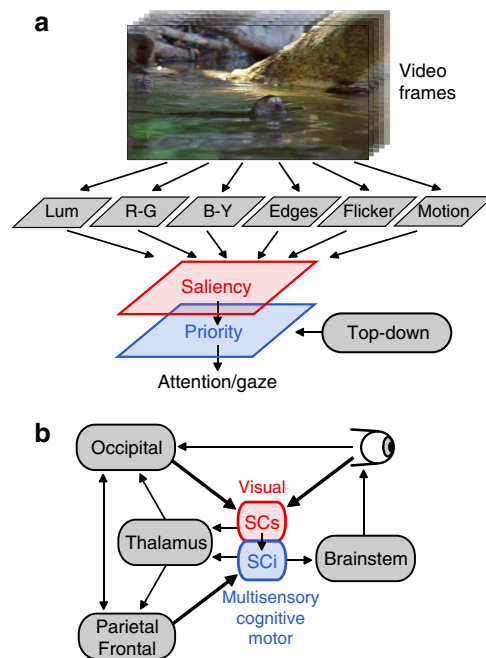 a
Video
frames
Lum R-G B-Y Edges Flicker Motion
Saliency
Priority
Top-down
Attention/gaze
b
Occipital
Visual
SCs
Thalamus
SCi
Brainstem
Multisensory
cognitive
motor
Parietal
Frontal